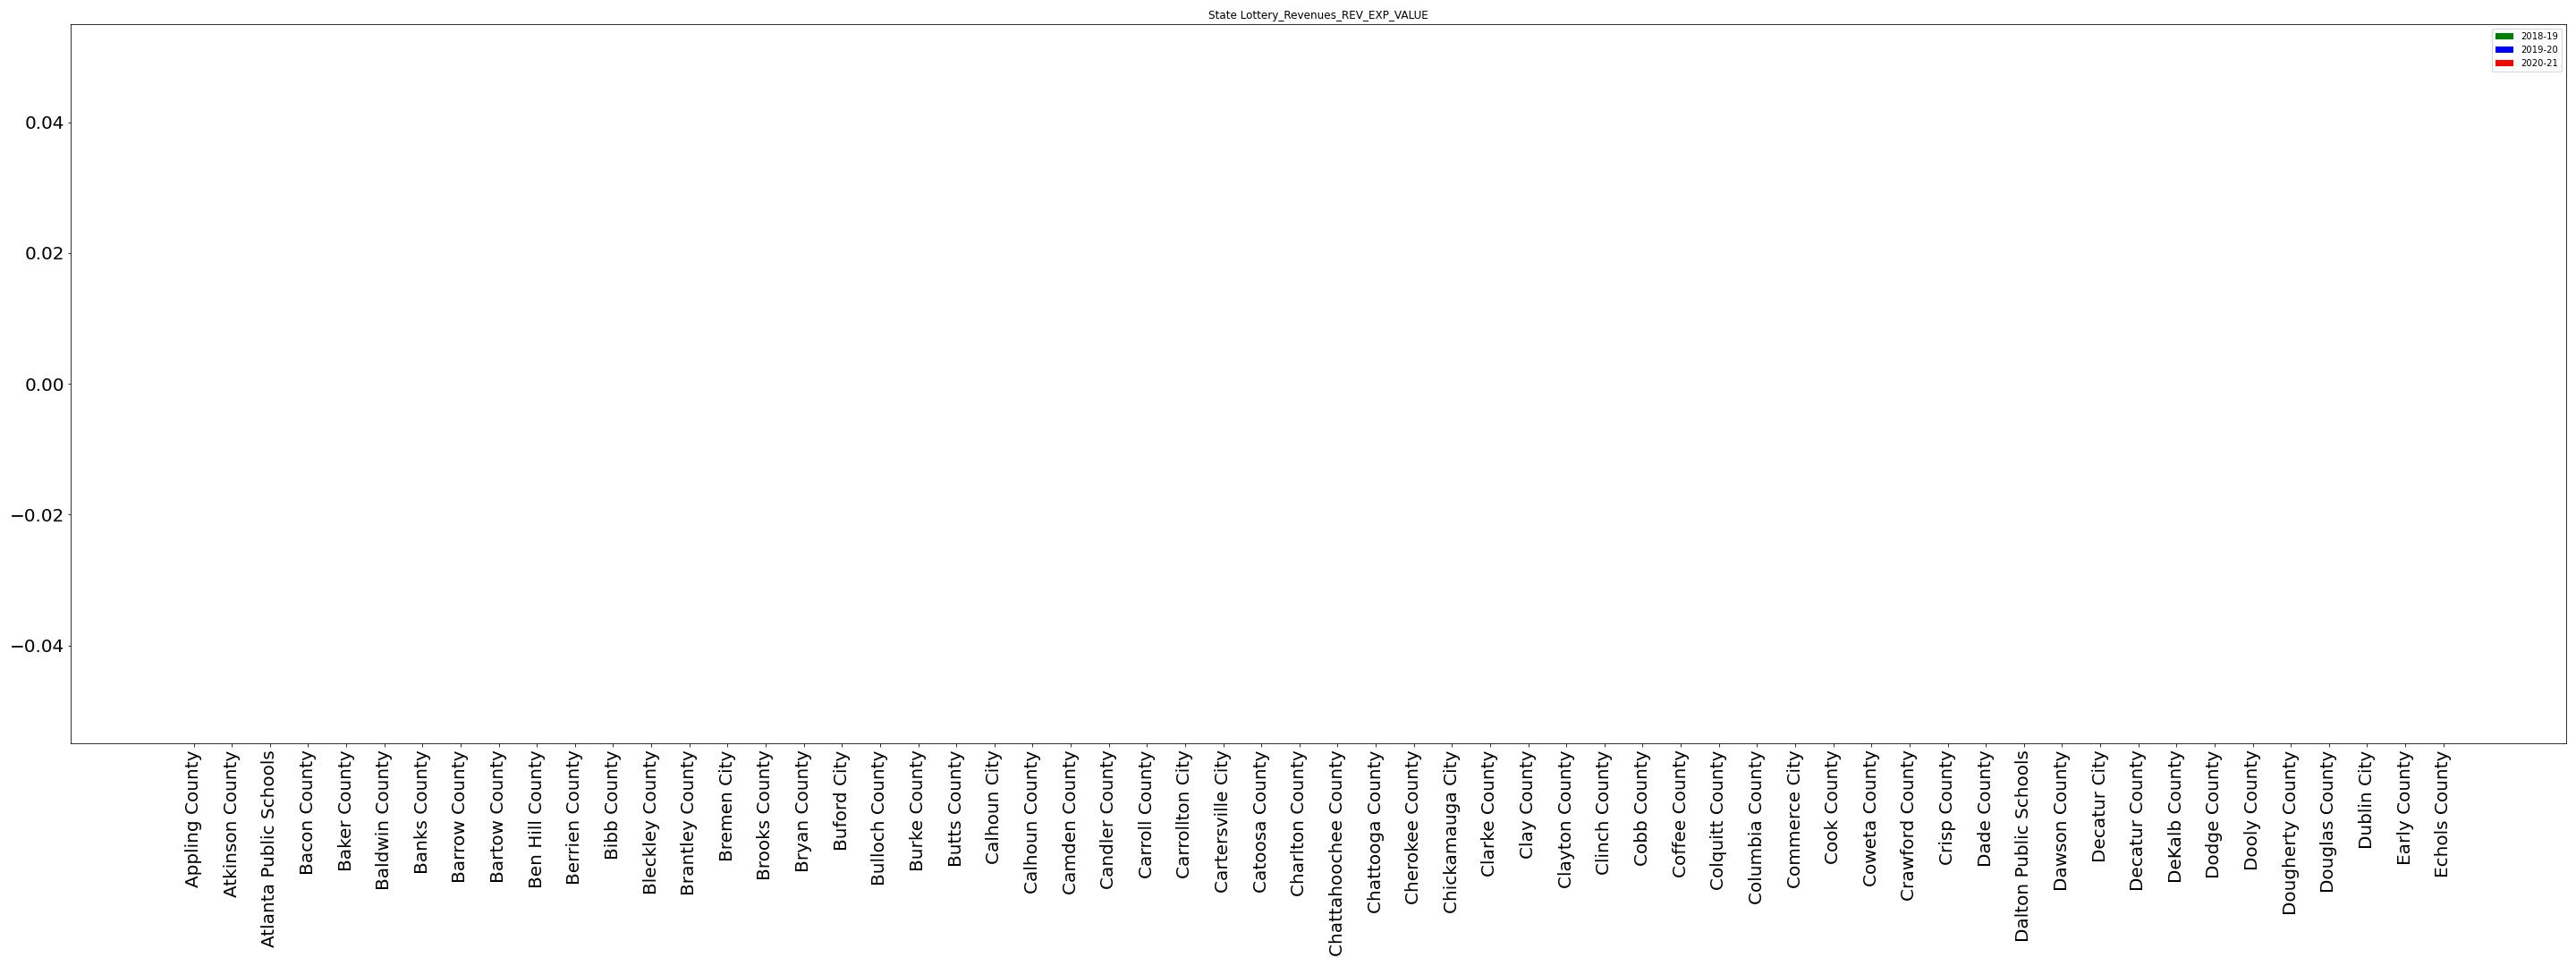 State Lottery_Revenues_REV_EXP_VALUE
2018-19
2019-20
2020-21
0.04
0.02
0.00
−0.02
−0.04
Appling County
Atkinson County
Atlanta Public Schools
Bacon County
Baker County
Baldwin County
Banks County
Barrow County
Bartow County
Ben Hill County
Berrien County
Bibb County
Bleckley County
Brantley County
Bremen City
Brooks County
Bryan County
Buford City
Bulloch County
Burke County
Butts County
Calhoun City
Calhoun County
Camden County
Candler County
Carroll County
Carrollton City
Cartersville City
Catoosa County
Charlton County
Chattahoochee County
Chattooga County
Cherokee County
Chickamauga City
Clarke County
Clay County
Clayton County
Clinch County
Cobb County
Coffee County
Colquitt County
Columbia County
Commerce City
Cook County
Coweta County
Crawford County
Crisp County
Dade County
Dalton Public Schools
Dawson County
Decatur City
Decatur County
DeKalb County
Dodge County
Dooly County
Dougherty County
Douglas County
Dublin City
Early County
Echols County